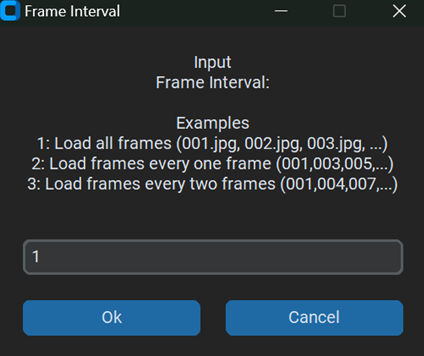 Frame Interval
Input
Frame Interval:
Examples
1: Load all frames (001.jpg, 002.jpg, 003.jpg, ...)
2: Load frames every one frame (001,003,005,...)
3: Load frames every two frames (001,004,007,...)
1
Ok Cancel